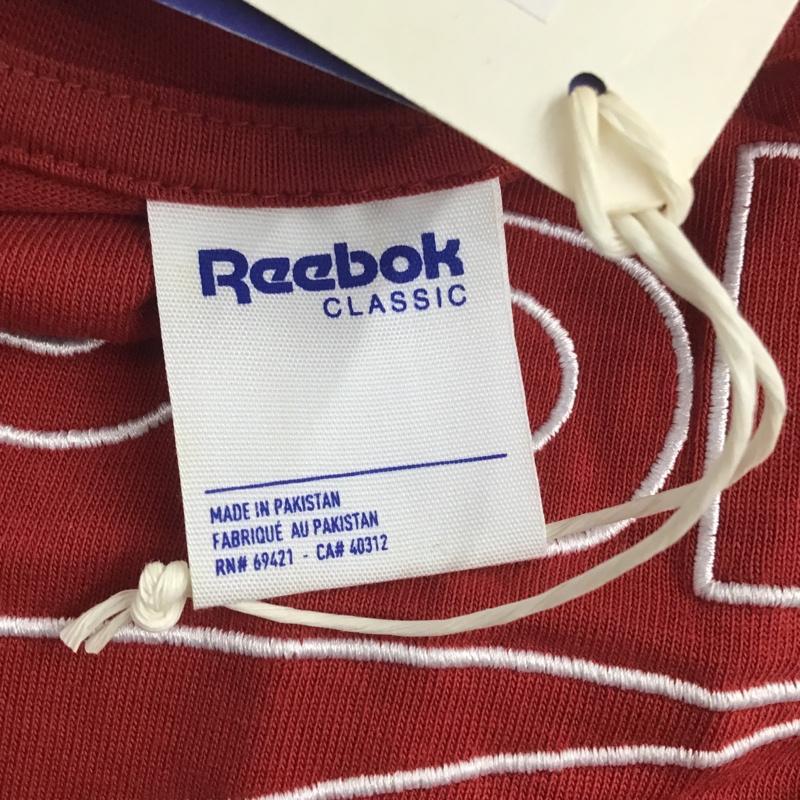 Reebok
CLASSIC
MADE IN PAKISTAN
FABRIQUÉ AU PAKISTAN
RN# 69421 - CA# 40312